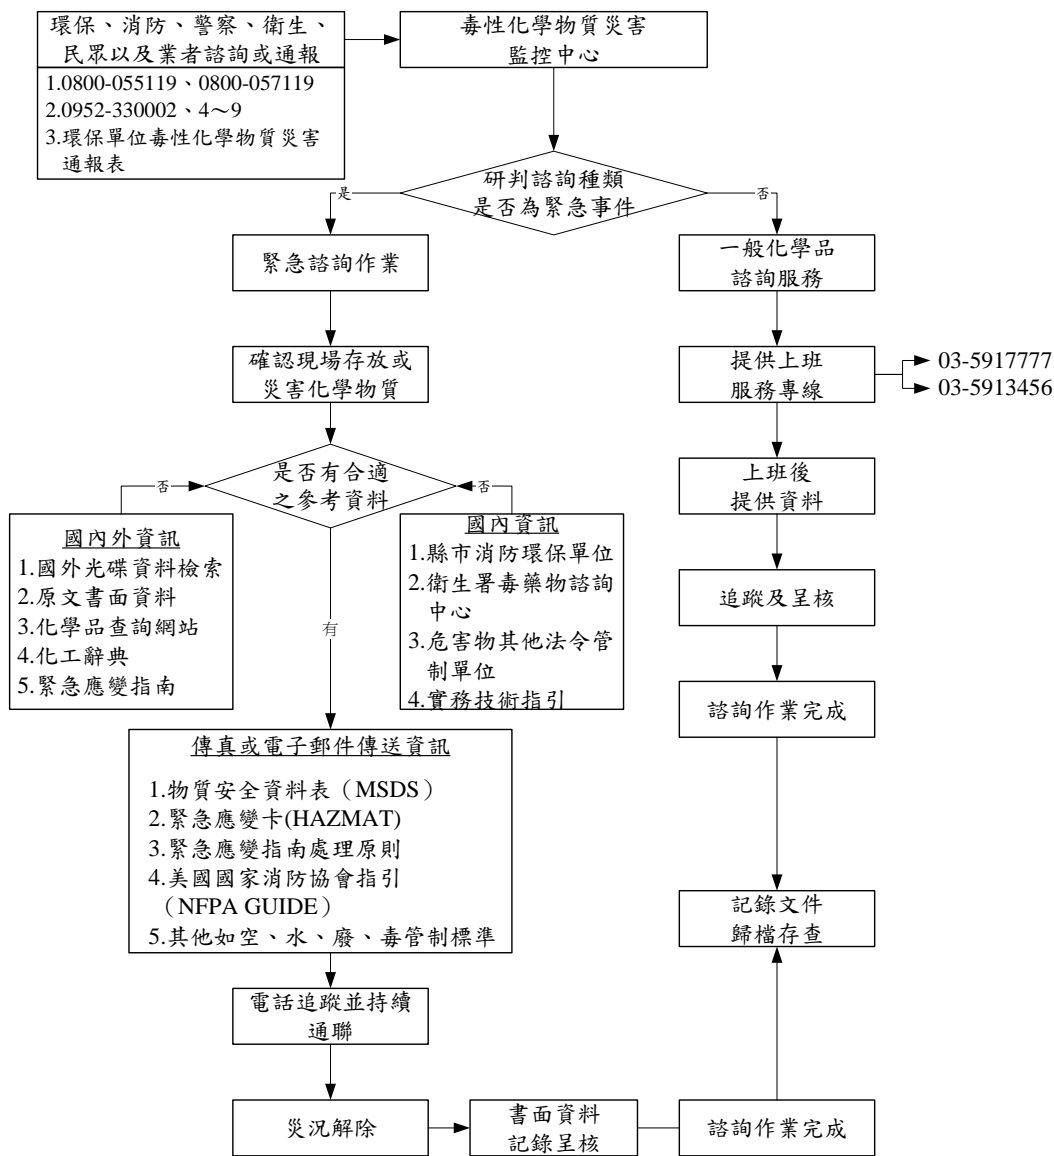 環保、消防、警察、衛生、
民眾以及業者諮詢或通報
1.0800-055119、0800-057119
2.0952-330002、4～9
3.環保單位毒性化學物質災害
通報表
毒性化學物質災害
監控中心
研判諮詢種類
是否為緊急事件
是
否
緊急諮詢作業
一般化學品
諮詢服務
確認現場存放或
災害化學物質
提供上班
服務專線
03-5917777
03-5913456
是否有合適
之參考資料
否
否
有
上班後
提供資料
國內外資訊
1.國外光碟資料檢索
2.原文書面資料
3.化學品查詢網站
4.化工辭典
5.緊急應變指南
國內資訊
1.縣市消防環保單位
2.衛生署毒藥物諮詢
中心
3.危害物其他法令管
制單位
4.實務技術指引
追蹤及呈核
諮詢作業完成
傳真或電子郵件傳送資訊
1.物質安全資料表（MSDS）
2.緊急應變卡(HAZMAT)
3.緊急應變指南處理原則
4.美國國家消防協會指引
（NFPA GUIDE）
5.其他如空、水、廢、毒管制標準
記錄文件
歸檔存查
電話追蹤並持續
通聯
災況解除
書面資料
記錄呈核
諮詢作業完成